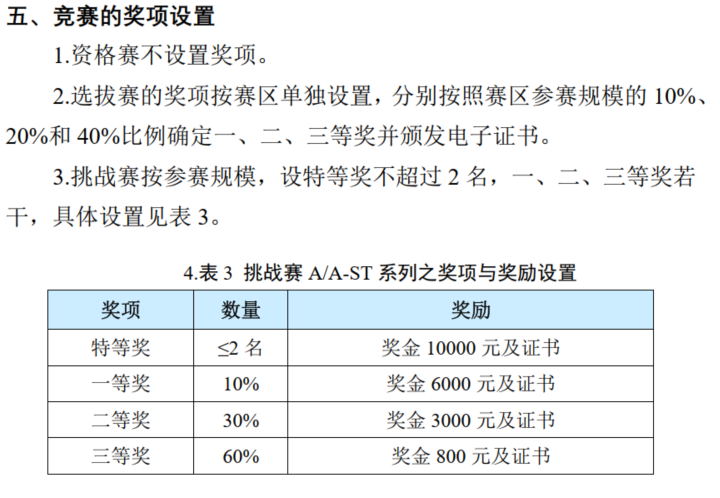 五、竞赛的奖项设置
1.资格赛不设置奖项。
2.选拔赛的奖项按赛区单独设置，分别按照赛区参赛规模的 10%、
20%和 40%比例确定一、二、三等奖并颁发电子证书。
3.挑战赛按参赛规模，设特等奖不超过 2 名，一、二、三等奖若
干，具体设置见表 3。
4.表 3 挑战赛 A/A-ST 系列之奖项与奖励设置
奖项 数量 奖励
特等奖 ≤2 名 奖金 10000 元及证书
一等奖 10% 奖金 6000 元及证书
二等奖 30% 奖金 3000 元及证书
三等奖 60% 奖金 800 元及证书